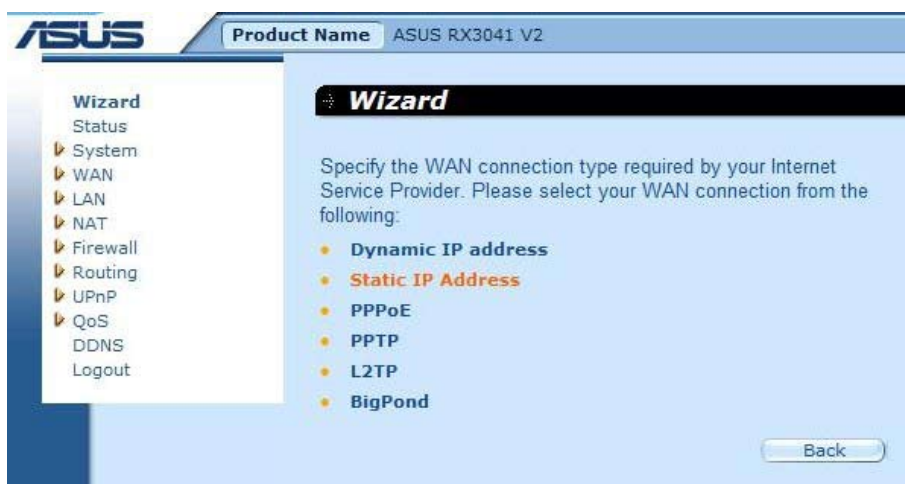 ASUS
Product Name ASUS RX3041 V2
Wizard
Status
System
WAN
LAN
NAT
Firewall
Routing
UPnP
QoS
DDNS
Logout
Wizard
Specify the WAN connection type required by your Internet
Service Provider. Please select your WAN connection from the
following:
Dynamic IP address
Static IP Address
PPPoE
PPTP
L2TP
BigPond
Back